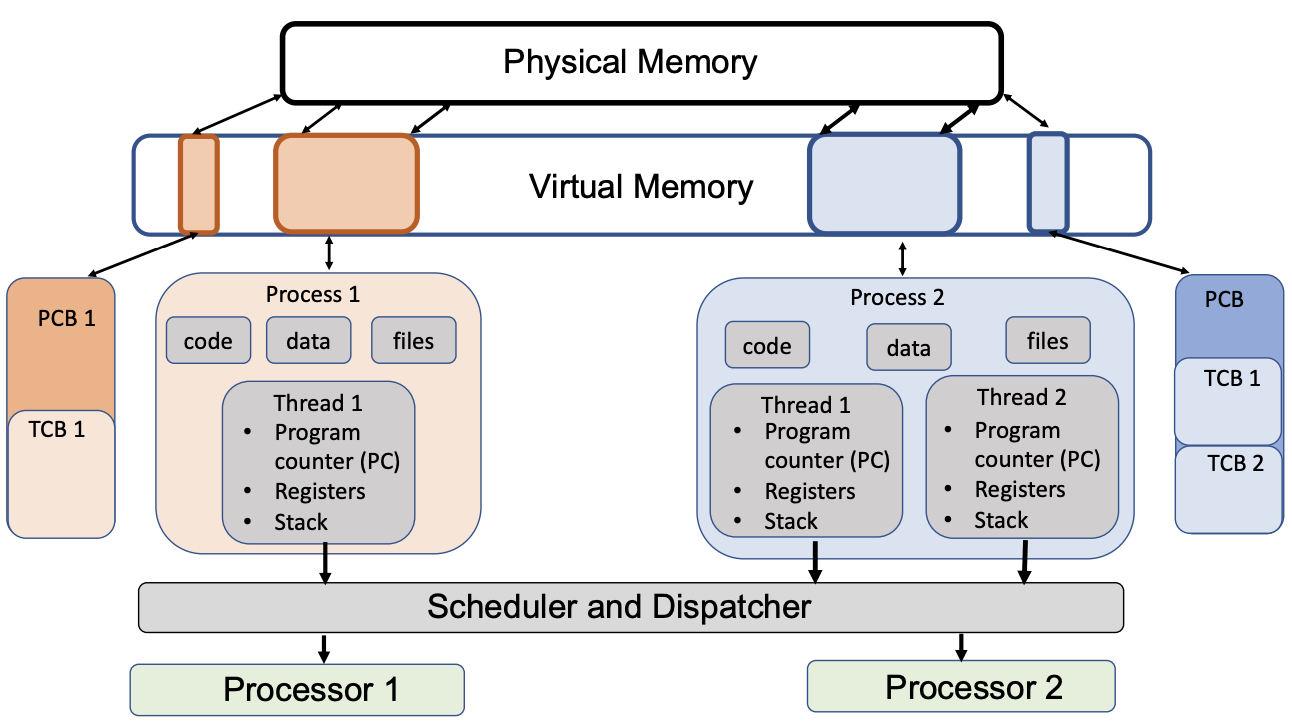 Physical Memory
Virtual Memory
PCB 1
TCB 1
Process 1
code
data
files
Thread 1
• Program
counter (PC)
• Registers
• Stack
Process 2
code
data
files
Thread 1
• Program
counter (PC)
• Registers
• Stack
Thread 2
• Program
counter (PC)
• Registers
• Stack
PCB
TCB 1
TCB 2
Scheduler and Dispatcher
Processor 1
Processor 2